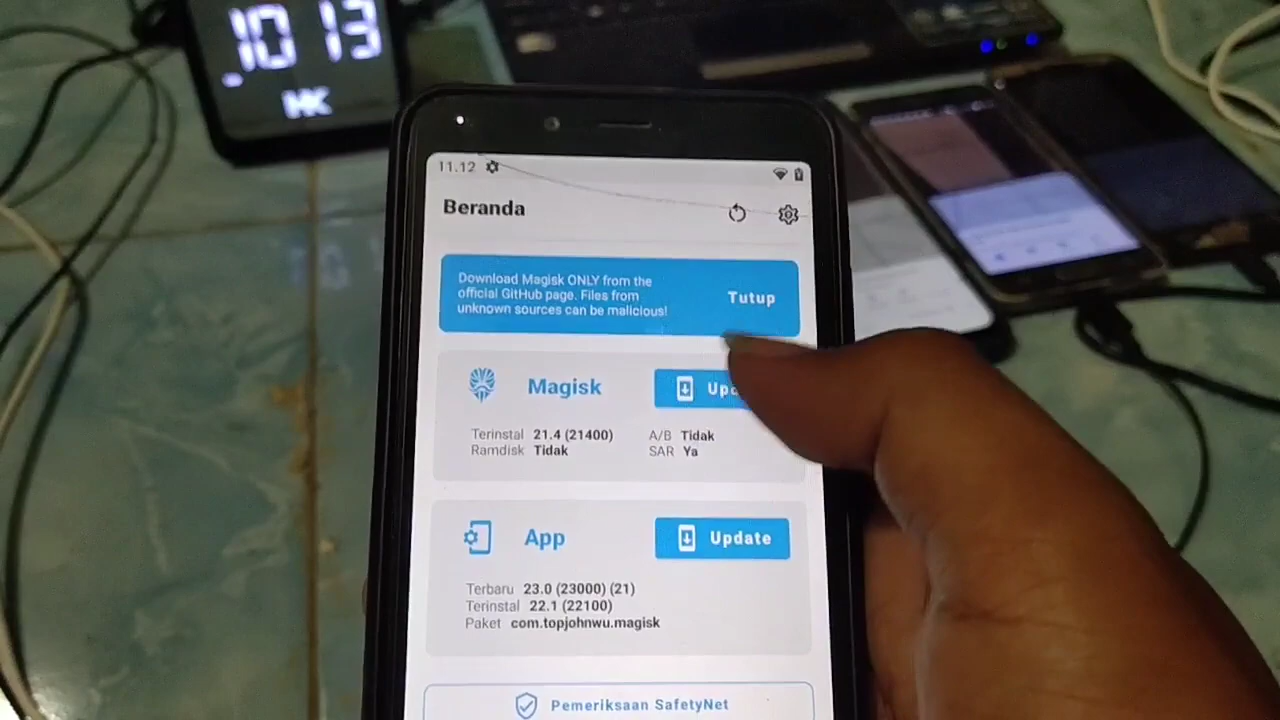 10 13
11.12
Beranda
Download Magisk ONLY from the
official GitHub page. Files from
unknown sources can be malicious!
Tutup
Magisk
Terinstal 21.4 (21400)
Ramdisk Tidak
A/B Tidak
SAR Ya
App
Update
Terbaru 23.0 (23000) (21)
Terinstal 22.1 (22100)
Paket com.topjohnwu.magisk
Pemeriksaan SafetyNet